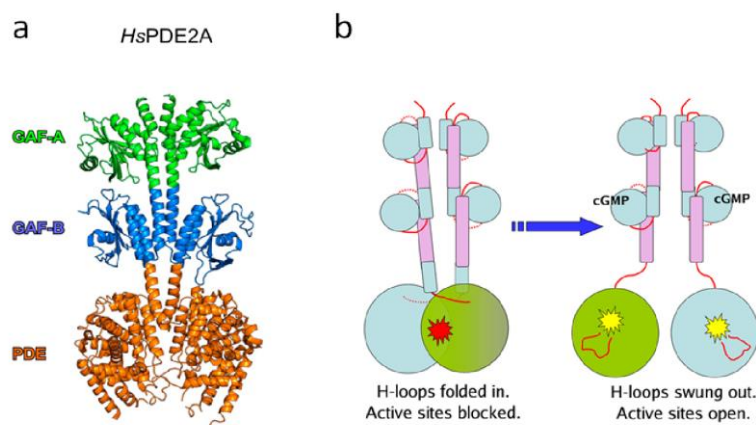 a
HsPDE2A
GAF-A
GAF-B
PDE
b
cGMP
cGMP
H-loops folded in.
Active sites blocked.
H-loops swung out.
Active sites open.